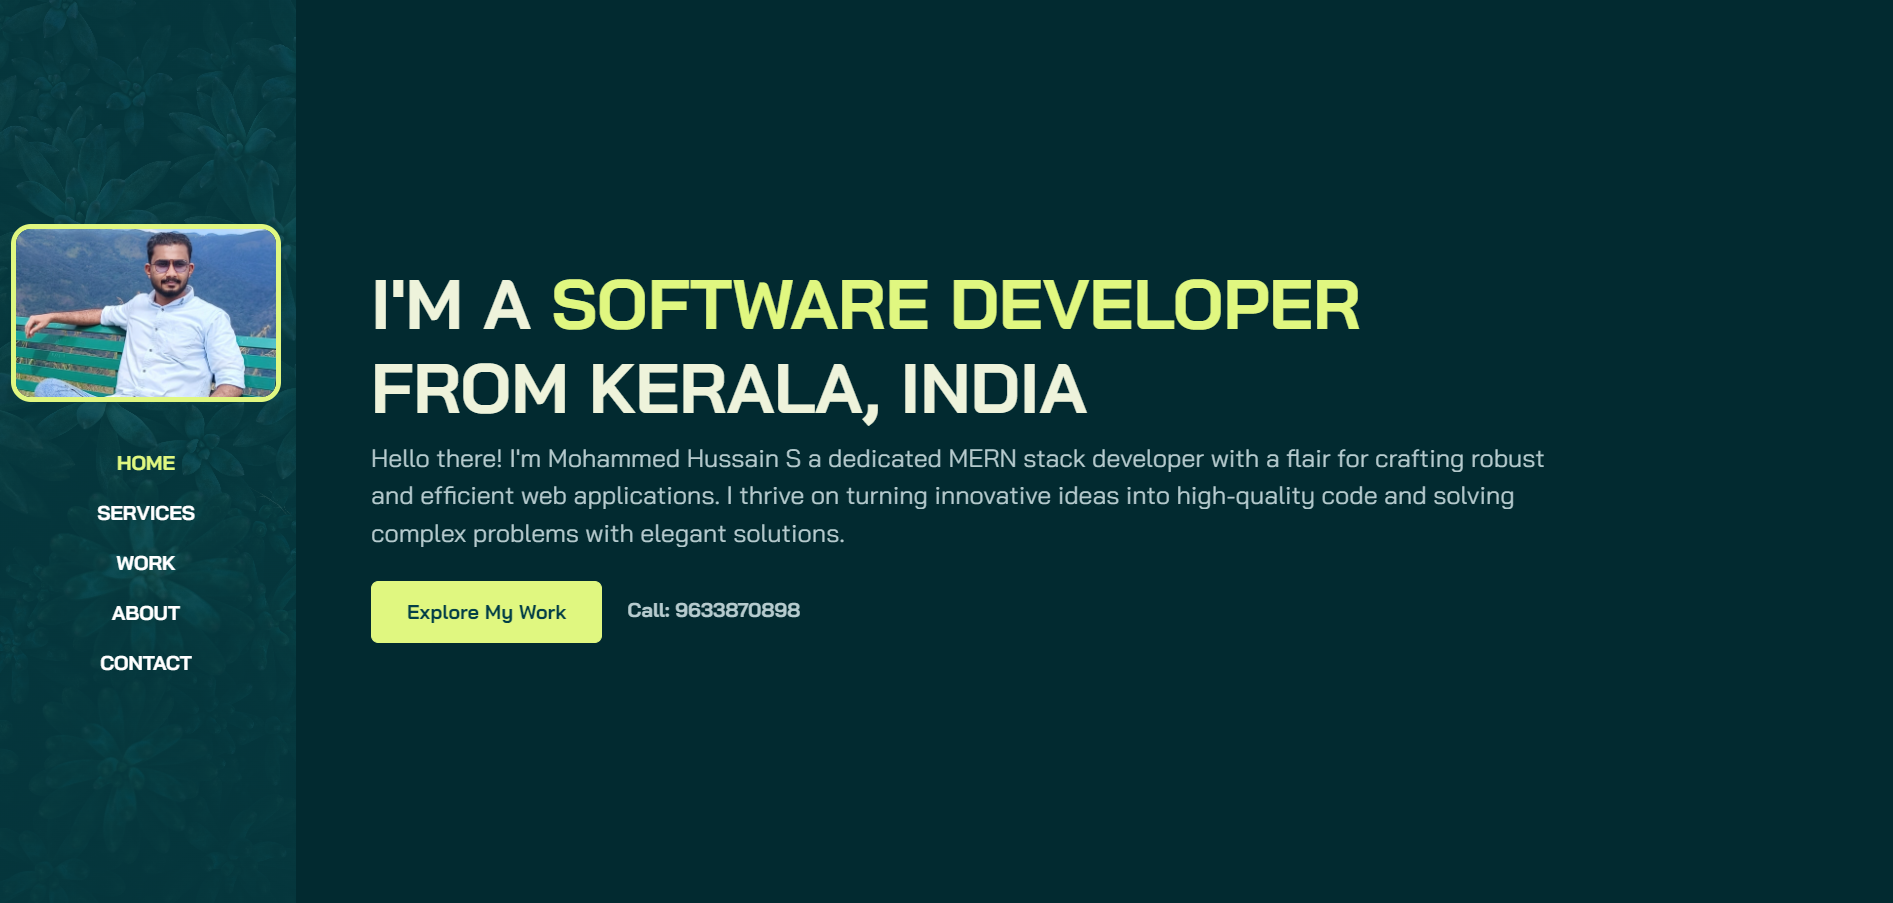 HOME
SERVICES
WORK
ABOUT
CONTACT
I'M A SOFTWARE DEVELOPER
FROM KERALA, INDIA
Hello there! I'm Mohammed Hussain S a dedicated MERN stack developer with a flair for crafting robust
and efficient web applications. I thrive on turning innovative ideas into high-quality code and solving
complex problems with elegant solutions.
Explore My Work
Call: 9633870898